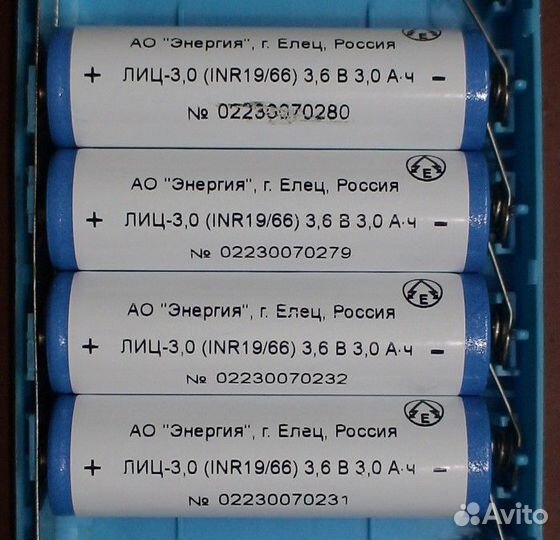 АО "Энергия", г. Елец, Россия
+ ЛИЦ-3,0 (INR19/66) 3,6 В 3,0 А·ч -
№ 02230070280
Е
АО "Энергия", г. Елец, Россия
+ ЛИЦ-3,0 (INR19/66) 3,6 В 3,0 А·ч -
№ 02230070279
Е
АО "Энергия", г. Елец, Россия
+ ЛИЦ-3,0 (INR19/66) 3,6 В 3,0 А·ч -
№ 02230070232
Е
АО "Энергия", г. Елец, Россия
+ ЛИЦ-3,0 (INR19/66) 3,6 В 3,0 А·ч -
№ 02230070231
Avito